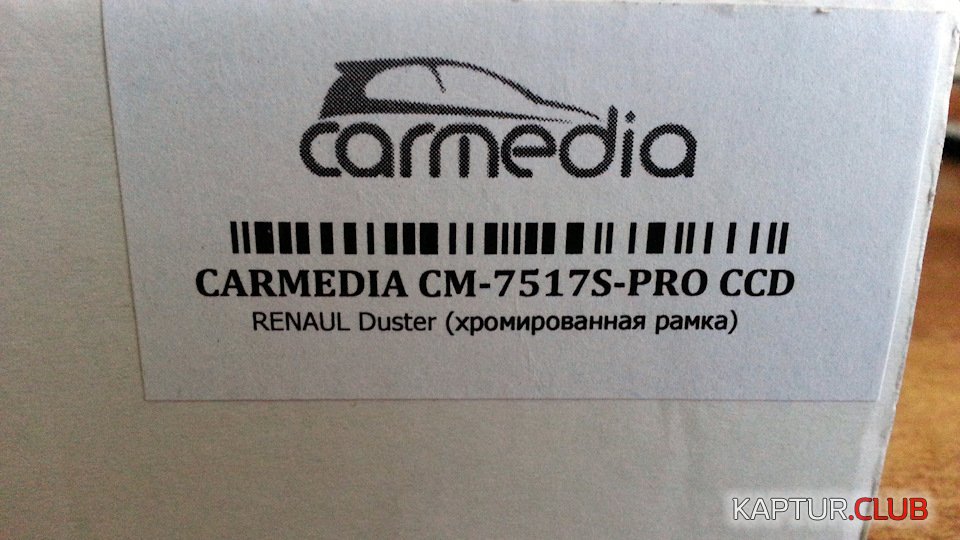 carmedia
CARMEDIA CM-7517S-PRO CCD
RENAUL Duster (хромированная рамка)
KAPTUR.CLUB